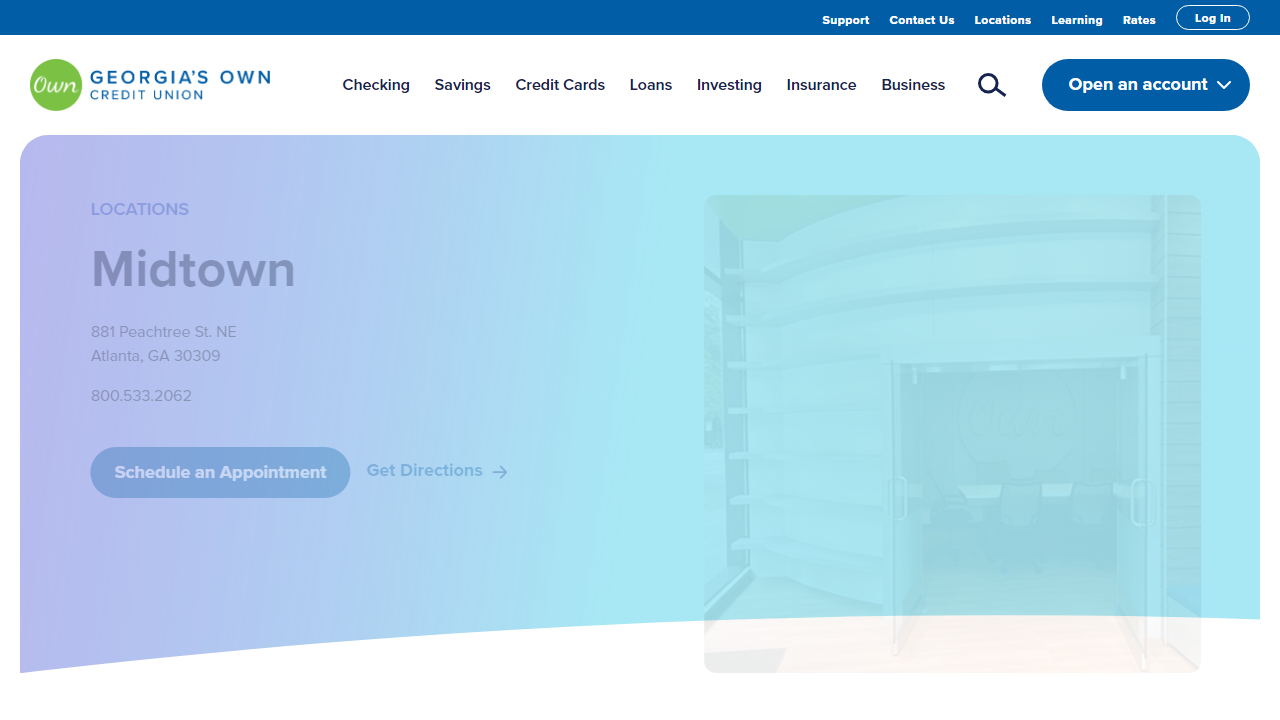 Support Contact Us Locations Learning Rates Log In
Own GEORGIA'S OWN
CREDIT UNION
Checking Savings Credit Cards Loans Investing Insurance Business Open an account
LOCATIONS
Midtown
881 Peachtree St. NE
Atlanta, GA 30309
800.533.2062
Schedule an Appointment Get Directions